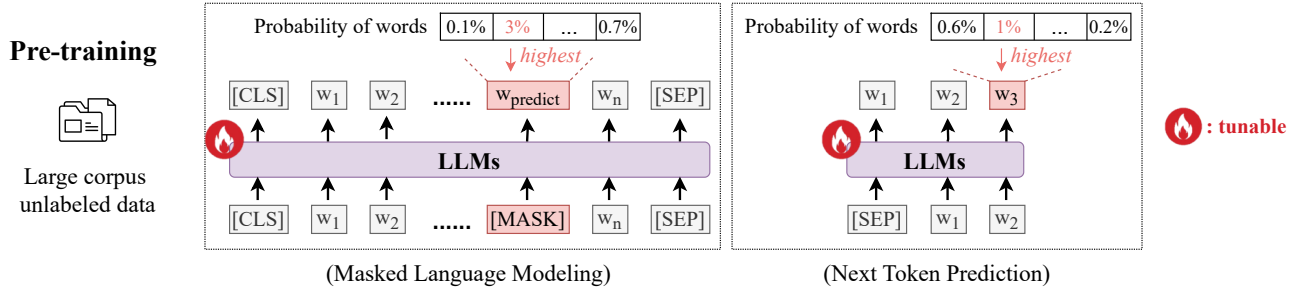 Pre-training
Large corpus
unlabeled data
Probability of words 0.1% 3% ... 0.7%
highest
[CLS] w1 w2 ...... wpredict wn [SEP]
LLMs
[CLS] w1 w2 ...... [MASK] wn [SEP]
(Masked Language Modeling)
Probability of words 0.6% 1% ... 0.2%
highest
w1 w2 w3
LLMs
[SEP] w1 w2
(Next Token Prediction)
: tunable